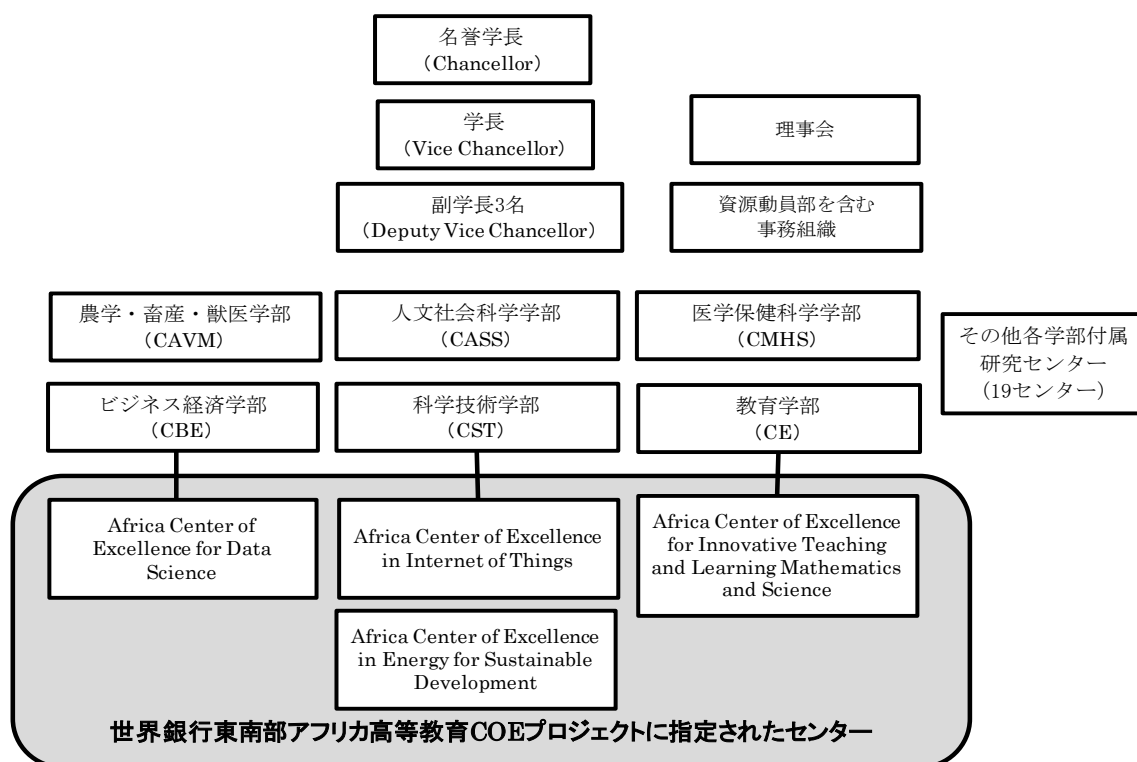 名誉学長
(Chancellor)
学長
(Vice Chancellor)
理事会
副学長3名
(Deputy Vice Chancellor)
資源動員部を含む
事務組織
農学・畜産・獣医学部
(CAVM)
人文社会科学学部
(CASS)
医学保健科学学部
(CMHS)
その他各学部付属
研究センター
(19センター)
ビジネス経済学部
(CBE)
科学技術学部
(CST)
教育学部
(CE)
Africa Center of
Excellence for Data
Science
Africa Center of Excellence
in Internet of Things
Africa Center of Excellence
for Innovative Teaching
and Learning Mathematics
and Science
Africa Center of Excellence
in Energy for Sustainable
Development
世界銀行東南部アフリカ高等教育COEプロジェクトに指定されたセンター